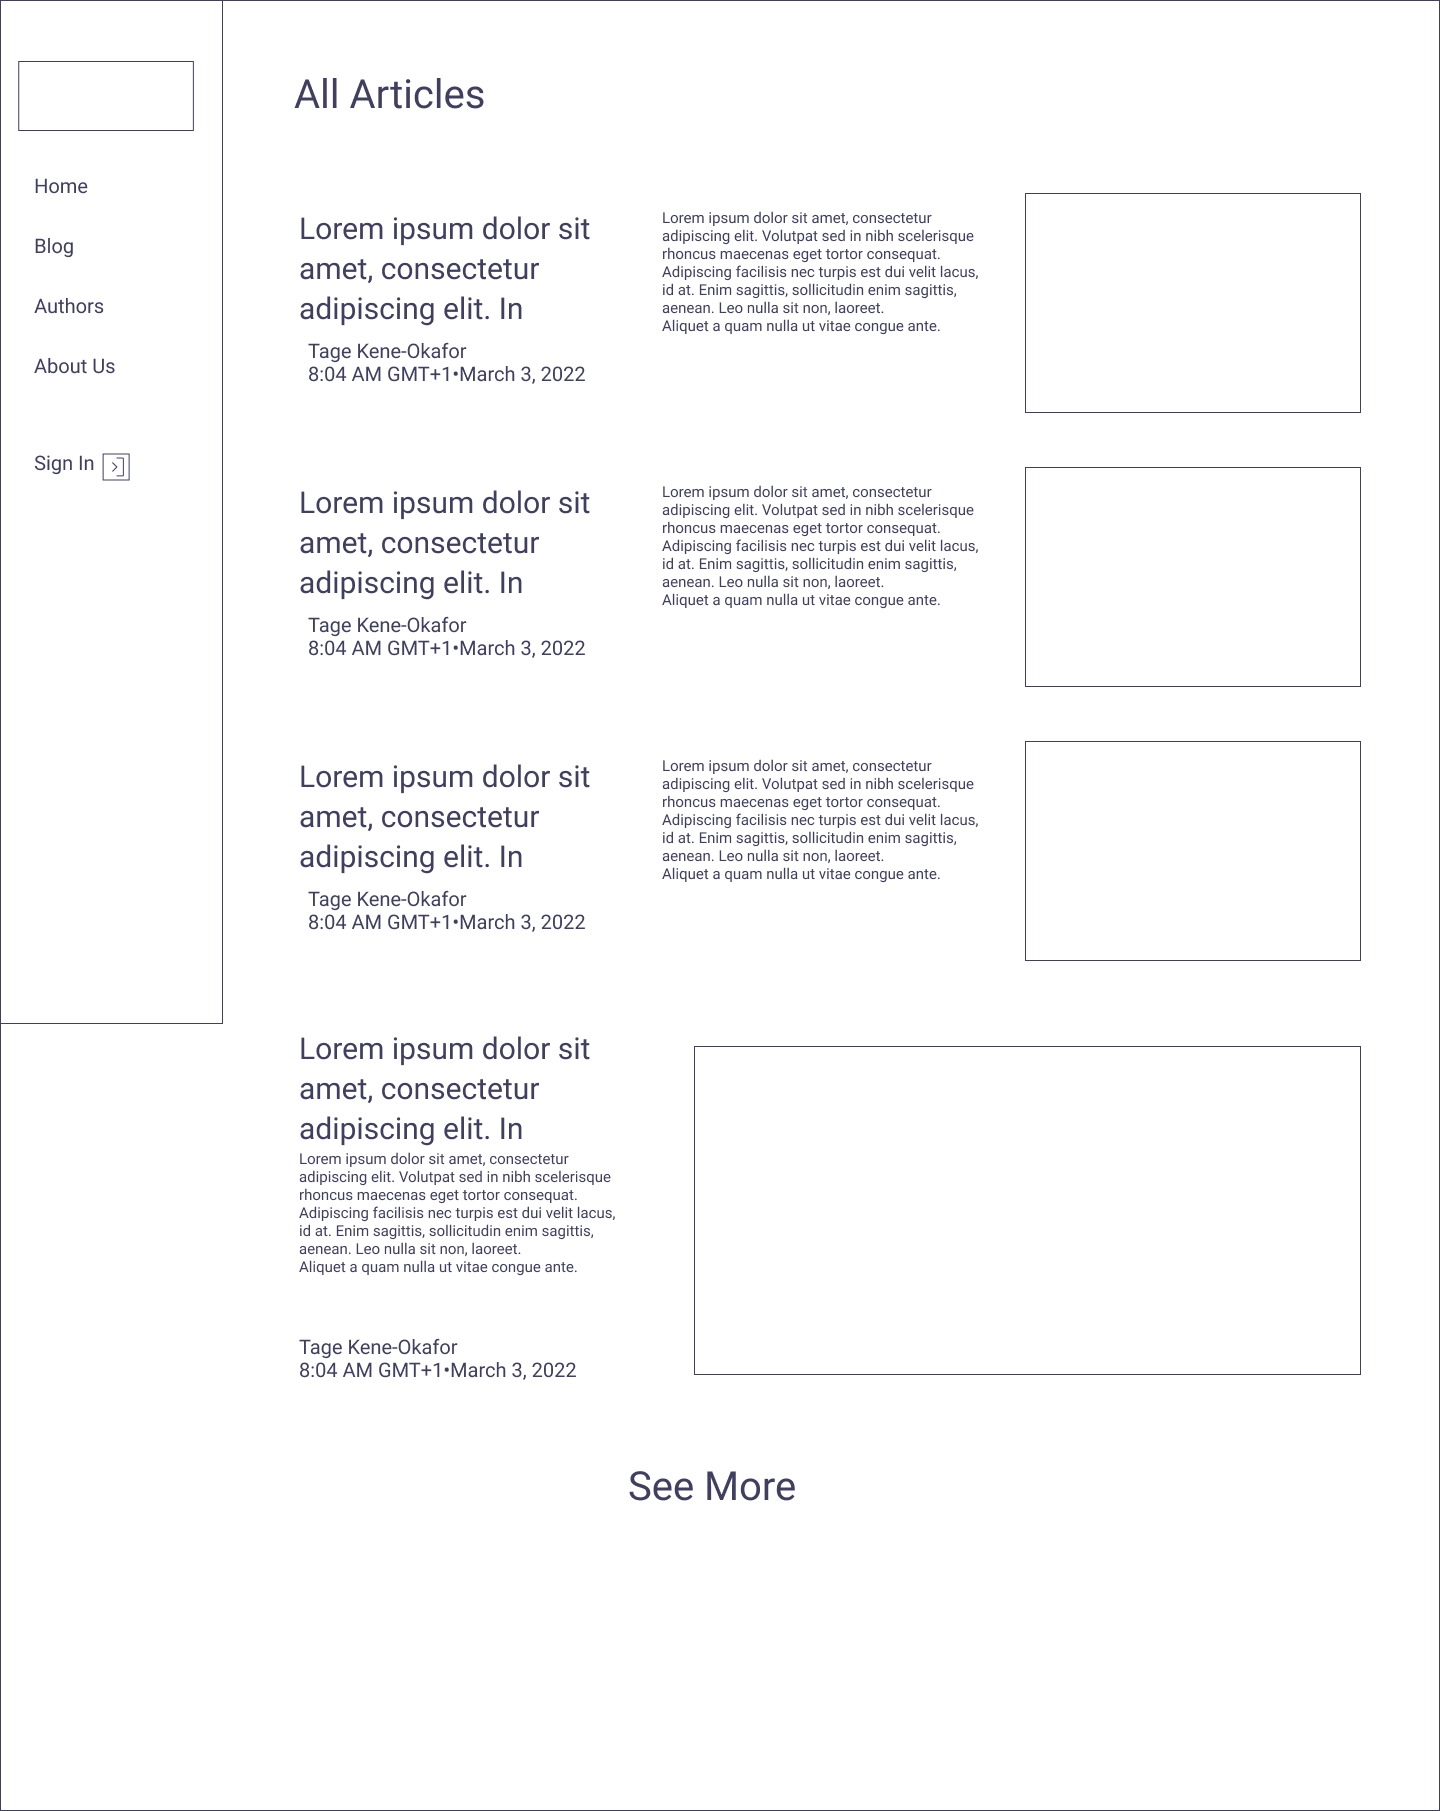 Home
Blog
Authors
About Us
Sign In
All Articles
Lorem ipsum dolor sit
amet, consectetur
adipiscing elit. In
Tage Kene-Okafor
8:04 AM GMT+1•March 3, 2022
Lorem ipsum dolor sit amet, consectetur
adipiscing elit. Volutpat sed in nibh scelerisque
rhoncus maecenas eget tortor consequat.
Adipiscing facilisis nec turpis est dui velit lacus,
id at. Enim sagittis, sollicitudin enim sagittis,
aenean. Leo nulla sit non, laoreet.
Aliquet a quam nulla ut vitae congue ante.
Lorem ipsum dolor sit
amet, consectetur
adipiscing elit. In
Tage Kene-Okafor
8:04 AM GMT+1•March 3, 2022
Lorem ipsum dolor sit amet, consectetur
adipiscing elit. Volutpat sed in nibh scelerisque
rhoncus maecenas eget tortor consequat.
Adipiscing facilisis nec turpis est dui velit lacus,
id at. Enim sagittis, sollicitudin enim sagittis,
aenean. Leo nulla sit non, laoreet.
Aliquet a quam nulla ut vitae congue ante.
Lorem ipsum dolor sit
amet, consectetur
adipiscing elit. In
Tage Kene-Okafor
8:04 AM GMT+1•March 3, 2022
Lorem ipsum dolor sit amet, consectetur
adipiscing elit. Volutpat sed in nibh scelerisque
rhoncus maecenas eget tortor consequat.
Adipiscing facilisis nec turpis est dui velit lacus,
id at. Enim sagittis, sollicitudin enim sagittis,
aenean. Leo nulla sit non, laoreet.
Aliquet a quam nulla ut vitae congue ante.
Lorem ipsum dolor sit
amet, consectetur
adipiscing elit. In
Lorem ipsum dolor sit amet, consectetur
adipiscing elit. Volutpat sed in nibh scelerisque
rhoncus maecenas eget tortor consequat.
Adipiscing facilisis nec turpis est dui velit lacus,
id at. Enim sagittis, sollicitudin enim sagittis,
aenean. Leo nulla sit non, laoreet.
Aliquet a quam nulla ut vitae congue ante.
Tage Kene-Okafor
8:04 AM GMT+1•March 3, 2022
See More